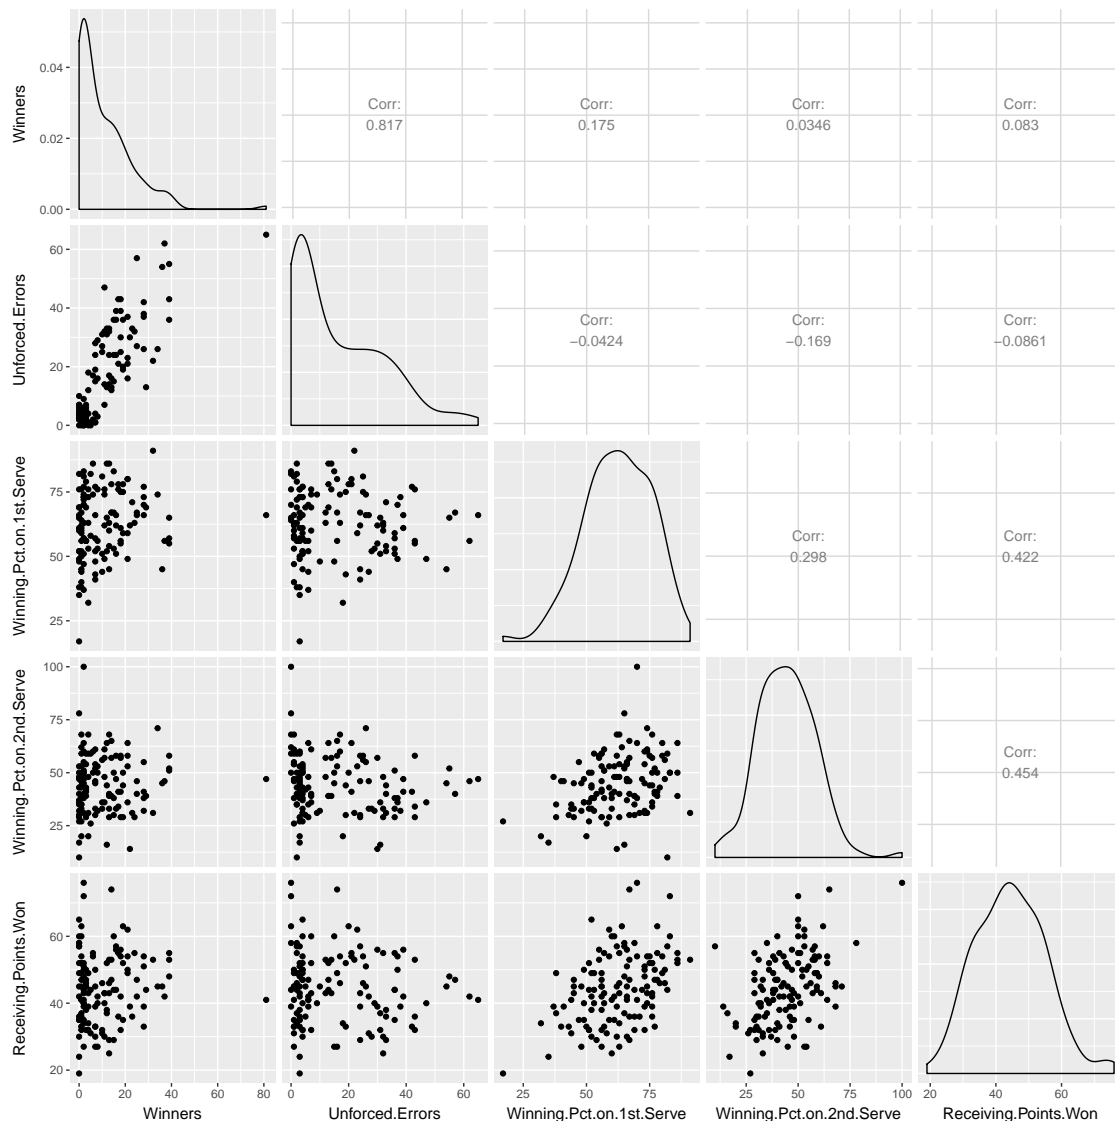 Winners
0.04
0.02
0.00
Corr:
0.817
Corr:
0.175
Corr:
0.0346
Corr:
0.083
Unforced.Errors
60
40
20
0
Corr:
−0.0424
Corr:
−0.169
Corr:
−0.0861
Winning.Pct.on.1st.Serve
75
50
25
Corr:
0.298
Corr:
0.422
Winning.Pct.on.2nd.Serve
100
75
50
25
Corr:
0.454
Receiving.Points.Won
60
40
20
0 20 40 60 80
0 20 40 60
25 50 75
25 50 75 100
20 40 60
Winners
Unforced.Errors
Winning.Pct.on.1st.Serve
Winning.Pct.on.2nd.Serve
Receiving.Points.Won